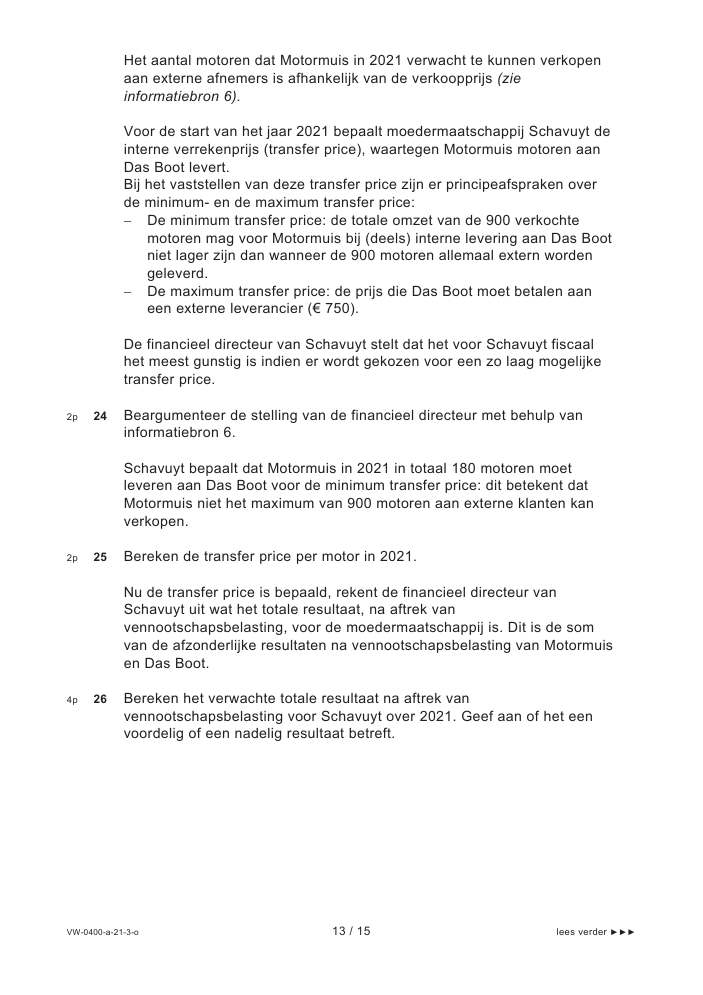 Het aantal motoren dat Motormuis in 2021 verwacht te kunnen verkopen
aan externe afnemers is afhankelijk van de verkoopprijs (zie
informatiebron 6).
Voor de start van het jaar 2021 bepaalt moedermaatschappij Schavuyt de
interne verrekenprijs (transfer price), waartegen Motormuis motoren aan
Das Boot levert.
Bij het vaststellen van deze transfer price zijn er principeafspraken over
de minimum- en de maximum transfer price:
– De minimum transfer price: de totale omzet van de 900 verkochte
motoren mag voor Motormuis bij (deels) interne levering aan Das Boot
niet lager zijn dan wanneer de 900 motoren allemaal extern worden
geleverd.
– De maximum transfer price: de prijs die Das Boot moet betalen aan
een externe leverancier (€ 750).
De financieel directeur van Schavuyt stelt dat het voor Schavuyt fiscaal
het meest gunstig is indien er wordt gekozen voor een zo laag mogelijke
transfer price.
2p 24 Beargumenteer de stelling van de financieel directeur met behulp van
informatiebron 6.
Schavuyt bepaalt dat Motormuis in 2021 in totaal 180 motoren moet
leveren aan Das Boot voor de minimum transfer price: dit betekent dat
Motormuis niet het maximum van 900 motoren aan externe klanten kan
verkopen.
2p 25 Bereken de transfer price per motor in 2021.
Nu de transfer price is bepaald, rekent de financieel directeur van
Schavuyt uit wat het totale resultaat, na aftrek van
vennootschapsbelasting, voor de moedermaatschappij is. Dit is de som
van de afzonderlijke resultaten na vennootschapsbelasting van Motormuis
en Das Boot.
4p 26 Bereken het verwachte totale resultaat na aftrek van
vennootschapsbelasting voor Schavuyt over 2021. Geef aan of het een
voordelig of een nadelig resultaat betreft.
VW-0400-a-21-3-o 13 / 15 lees verder ►►►